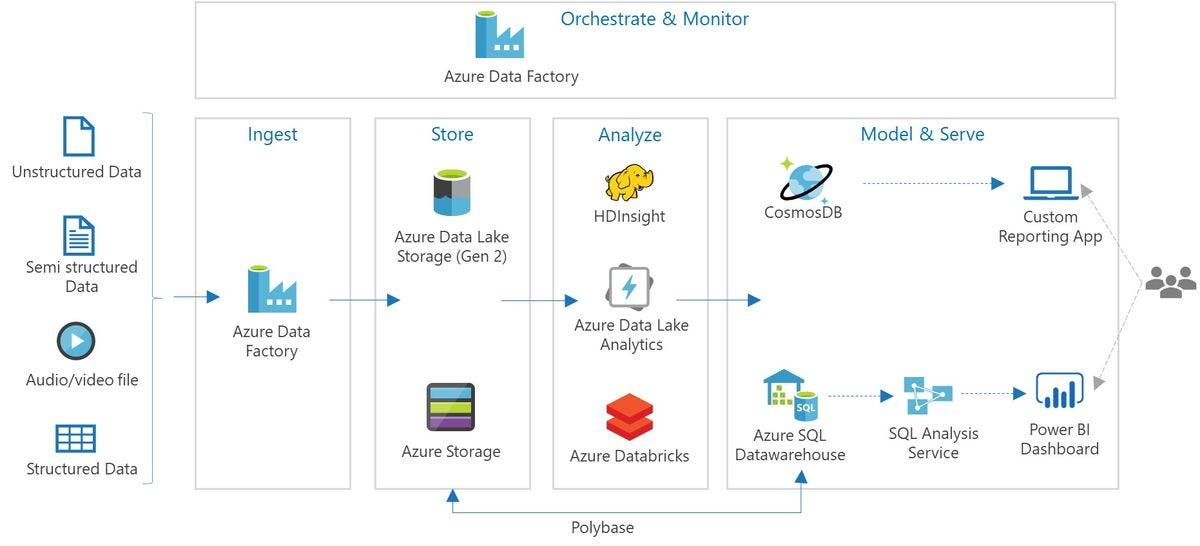 Orchestrate & Monitor
Azure Data Factory
Unstructured Data
Semi structured
Data
Audio/video file
Structured Data
Ingest
Azure Data
Factory
Store
Azure Data Lake
Storage (Gen 2)
Azure Storage
Analyze
HDInsight
Azure Data Lake
Analytics
Azure Databricks
Model & Serve
CosmosDB
Custom
Reporting App
SQL
Azure SQL
Datawarehouse
SQL Analysis
Service
Power BI
Dashboard
Polybase